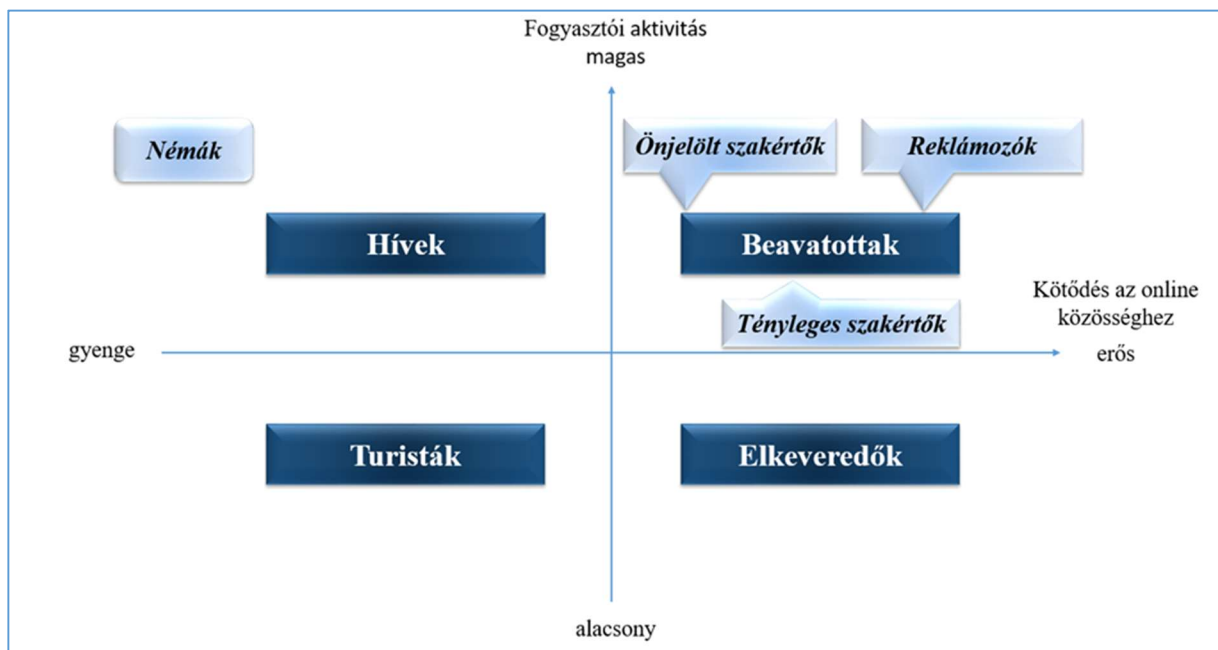 Fogyasztói aktivitás
magas
Némák
Önjelölt szakértők
Reklámozók
Hívek
Beavatottak
Kötődés az online
közösséghez
Tényleges szakértők
gyenge
erős
Turisták
Elkeveredők
alacsony